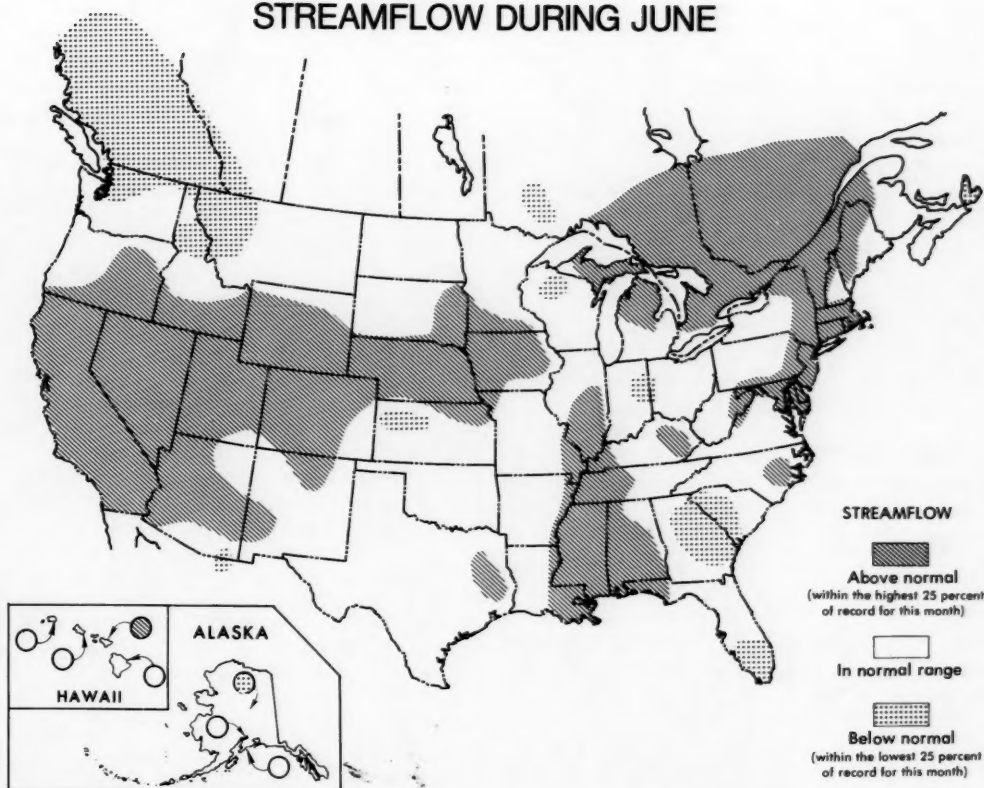 STREAMFLOW DURING JUNE
STREAMFLOW
Above normal
(within the highest 25 percent
of record for this month)
In normal range
Below normal
(within the lowest 25 percent
of record for this month)
ALASKA
HAWAII